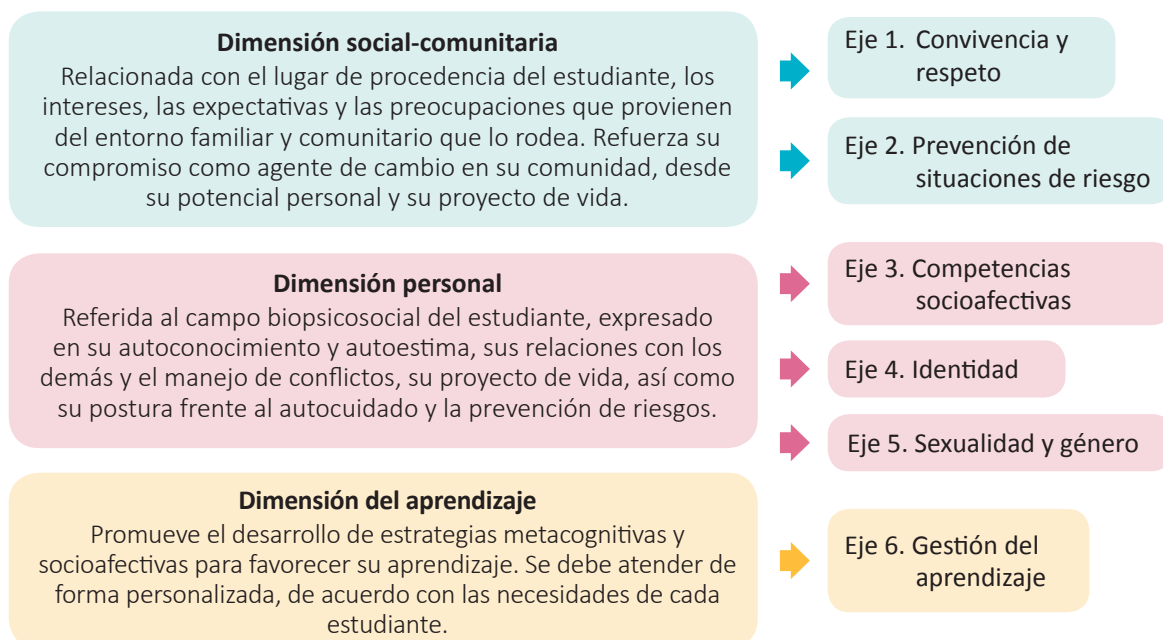 Dimensión social-comunitaria
Relacionada con el lugar de procedencia del estudiante, los
intereses, las expectativas y las preocupaciones que provienen
del entorno familiar y comunitario que lo rodea. Refuerza su
compromiso como agente de cambio en su comunidad, desde
su potencial personal y su proyecto de vida.
Eje 1. Convivencia y
respeto
Eje 2. Prevención de
situaciones de riesgo
Dimensión personal
Referida al campo biopsicosocial del estudiante, expresado
en su autoconocimiento y autoestima, sus relaciones con los
demás y el manejo de conflictos, su proyecto de vida, así como
su postura frente al autocuidado y la prevención de riesgos.
Eje 3. Competencias
socioafectivas
Eje 4. Identidad
Eje 5. Sexualidad y género
Dimensión del aprendizaje
Promueve el desarrollo de estrategias metacognitivas y
socioafectivas para favorecer su aprendizaje. Se debe atender de
forma personalizada, de acuerdo con las necesidades de cada
estudiante.
Eje 6. Gestión del
aprendizaje